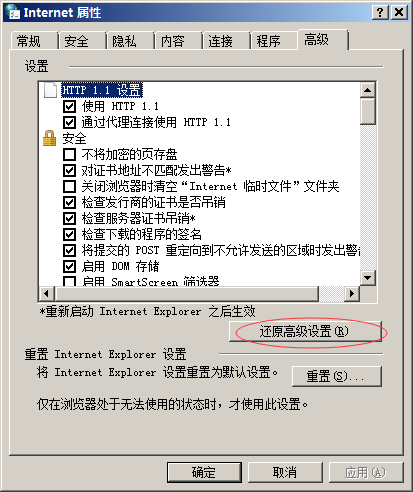 Internet 属性
常规 安全 隐私 内容 连接 程序 高级
设置
HTTP 1.1 设置
使用 HTTP 1.1
通过代理连接使用 HTTP 1.1
安全
不将加密的页存盘
对证书地址不匹配发出警告*
关闭浏览器时清空“Internet 临时文件”文件夹
检查发行商的证书是否吊销
检查服务器证书吊销*
检查下载的程序的签名
将提交的 POST 重定向到不允许发送的区域时发出警告
启用 DOM 存储
启用 SmartScreen 筛选器
*重新启动 Internet Explorer 之后生效
还原高级设置(R)
重置 Internet Explorer 设置
将 Internet Explorer 设置重置为默认设置。
重置(S)...
仅在浏览器处于无法使用的状态时，才使用此设置。
确定 取消 应用(A)